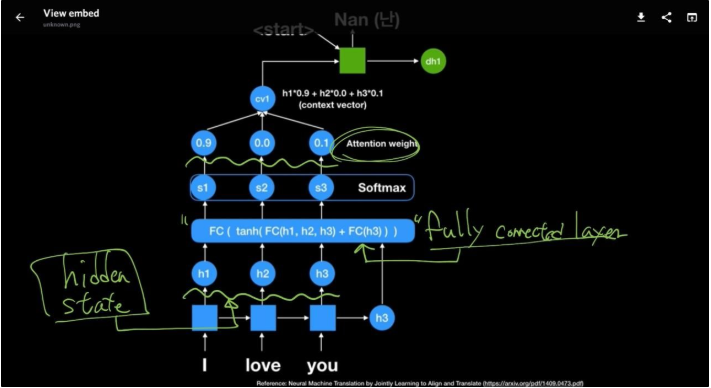 View embed
unknown.png
Nan (난)
<start>
dh1
cv1
h1*0.9 + h2*0.0 + h3*0.1
(context vector)
0.9 0.0 0.1 Attention weight
s1 s2 s3 Softmax
" FC ( tanh( FC(h1, h2, h3) + FC(h3) ) ) " fully connected layer
hidden
state
h1 h2 h3
h3
I love you
Reference: Neural Machine Translation by Jointly Learning to Align and Translate (https://arxiv.org/pdf/1409.0473.pdf)